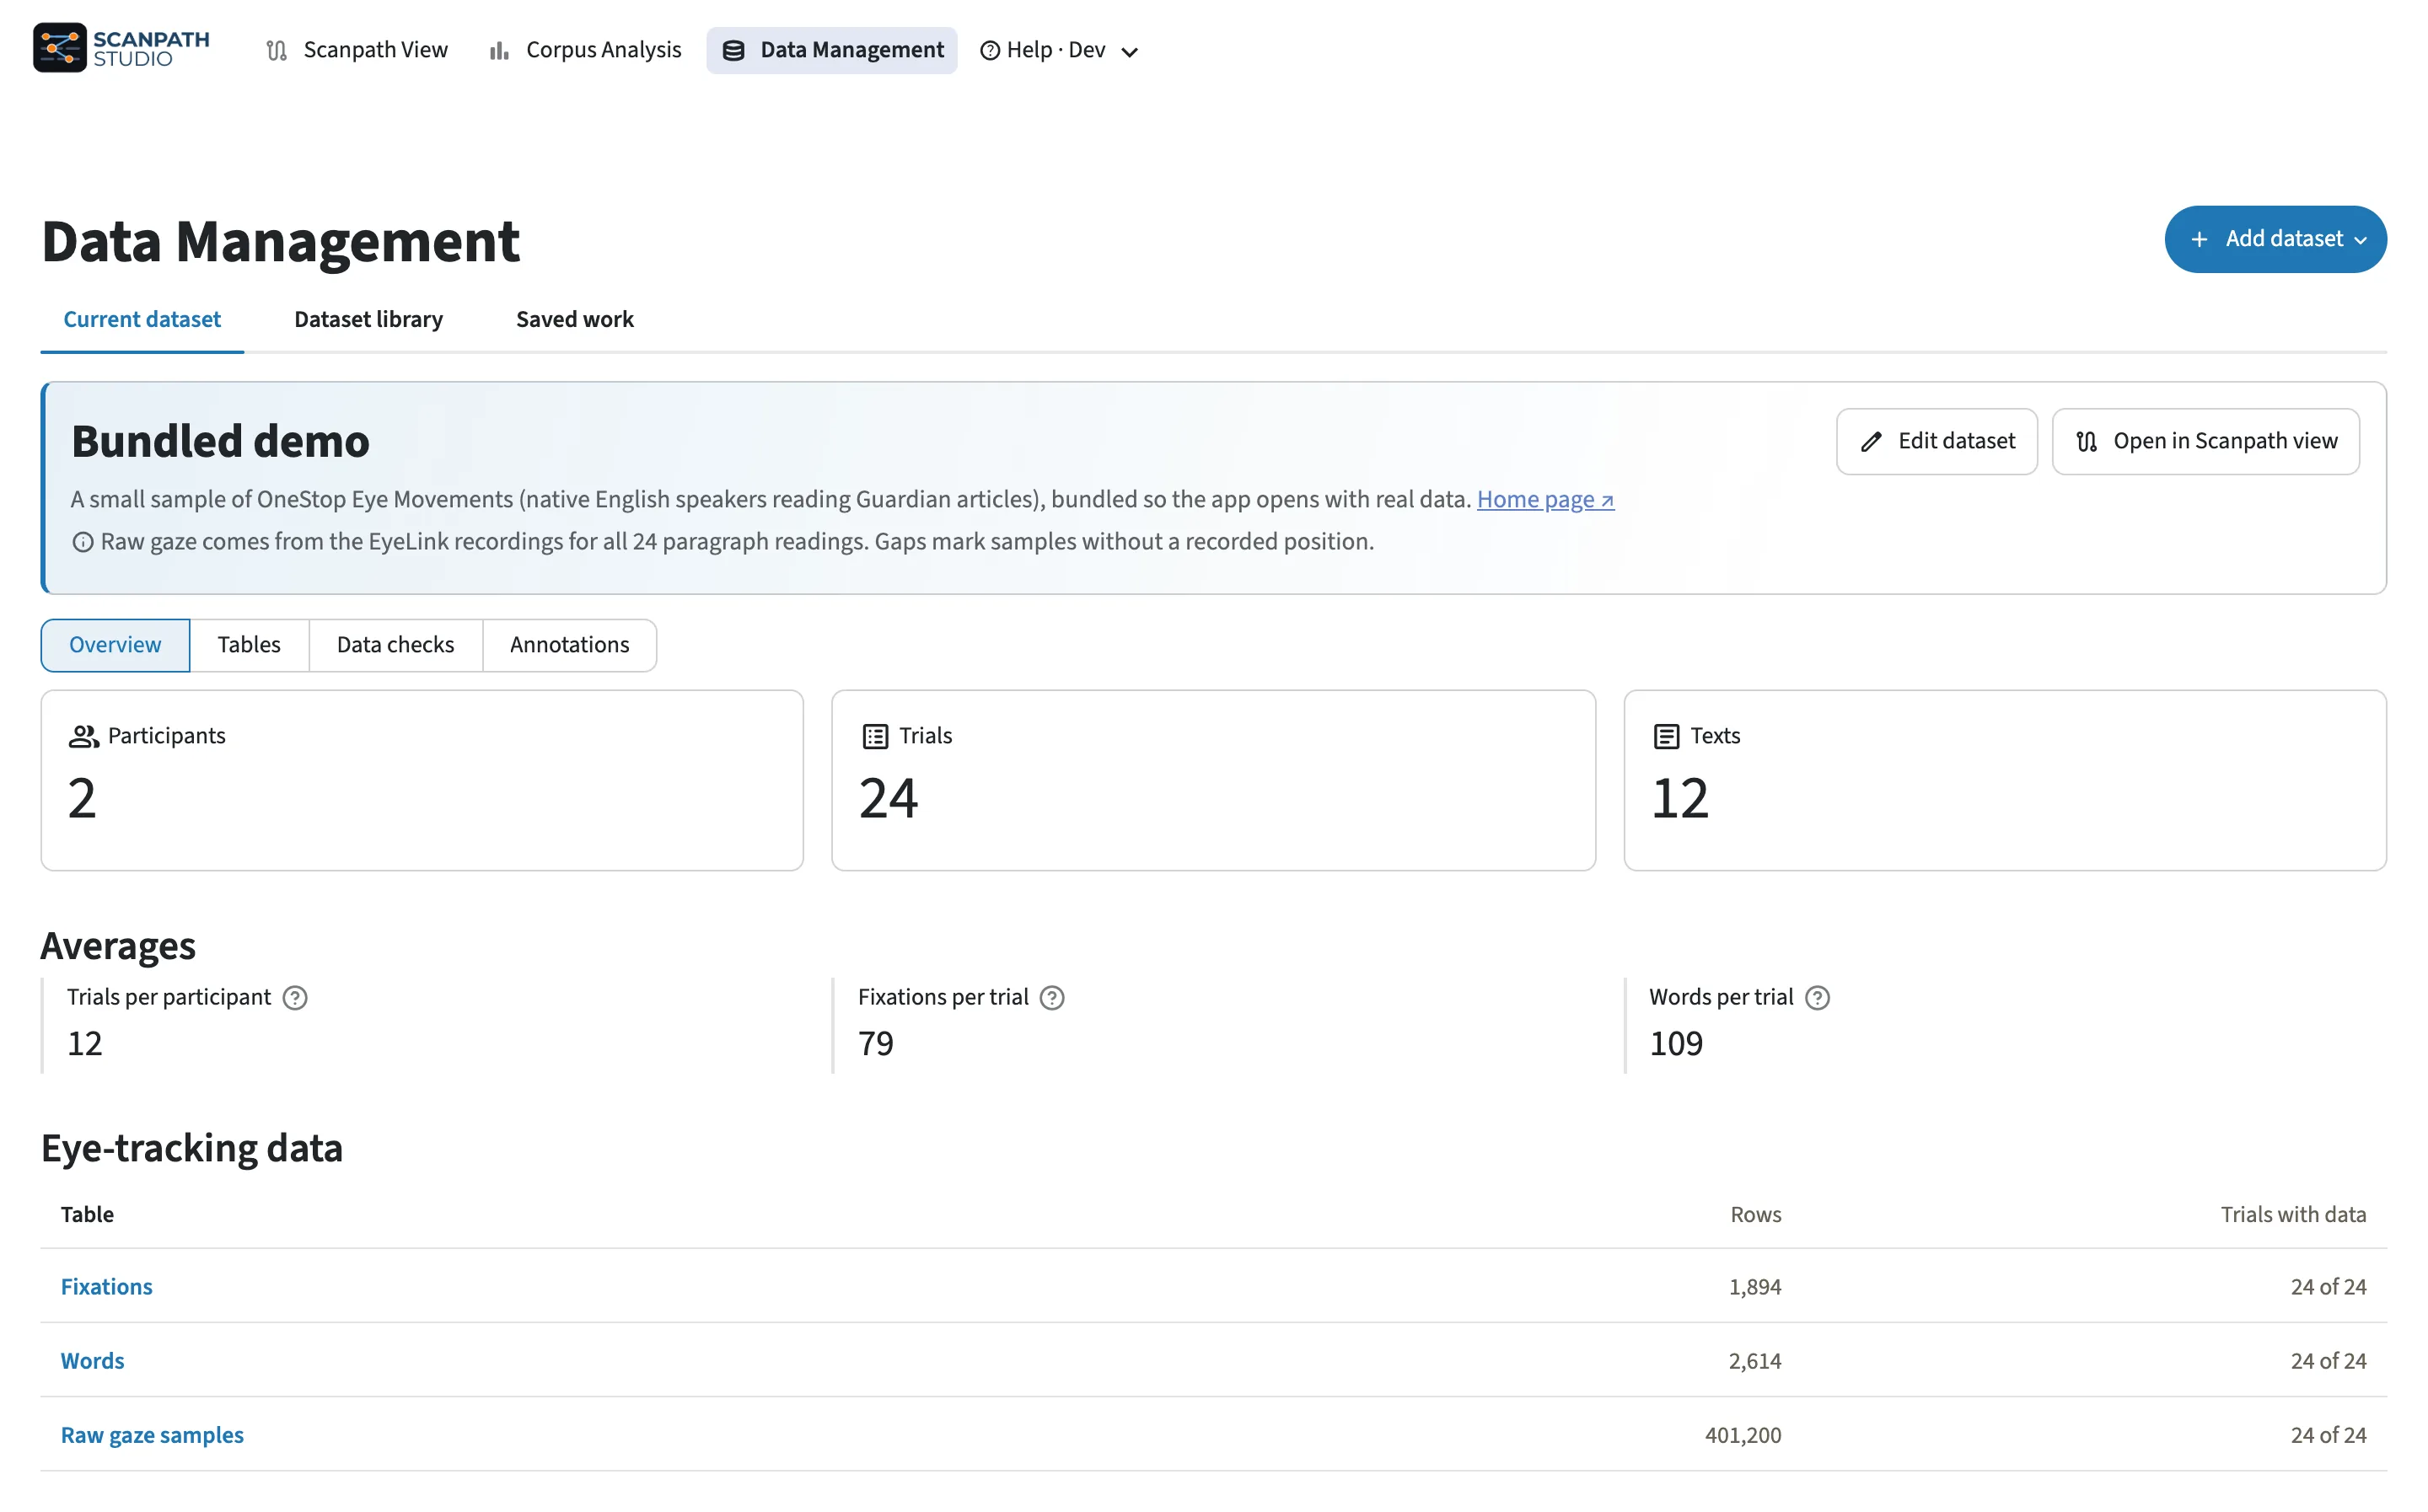 SCANPATH STUDIO
Scanpath View
Corpus Analysis
Data Management
Help · Dev
Data Management
Add dataset
Current dataset
Dataset library
Saved work
Bundled demo
Edit dataset
Open in Scanpath view
A small sample of OneStop Eye Movements (native English speakers reading Guardian articles), bundled so the app opens with real data. Home page ↗
Raw gaze comes from the EyeLink recordings for all 24 paragraph readings. Gaps mark samples without a recorded position.
Overview
Tables
Data checks
Annotations
Participants
2
Trials
24
Texts
12
Averages
Trials per participant
12
Fixations per trial
79
Words per trial
109
Eye-tracking data
Table Rows Trials with data
Fixations 1,894 24 of 24
Words 2,614 24 of 24
Raw gaze samples 401,200 24 of 24